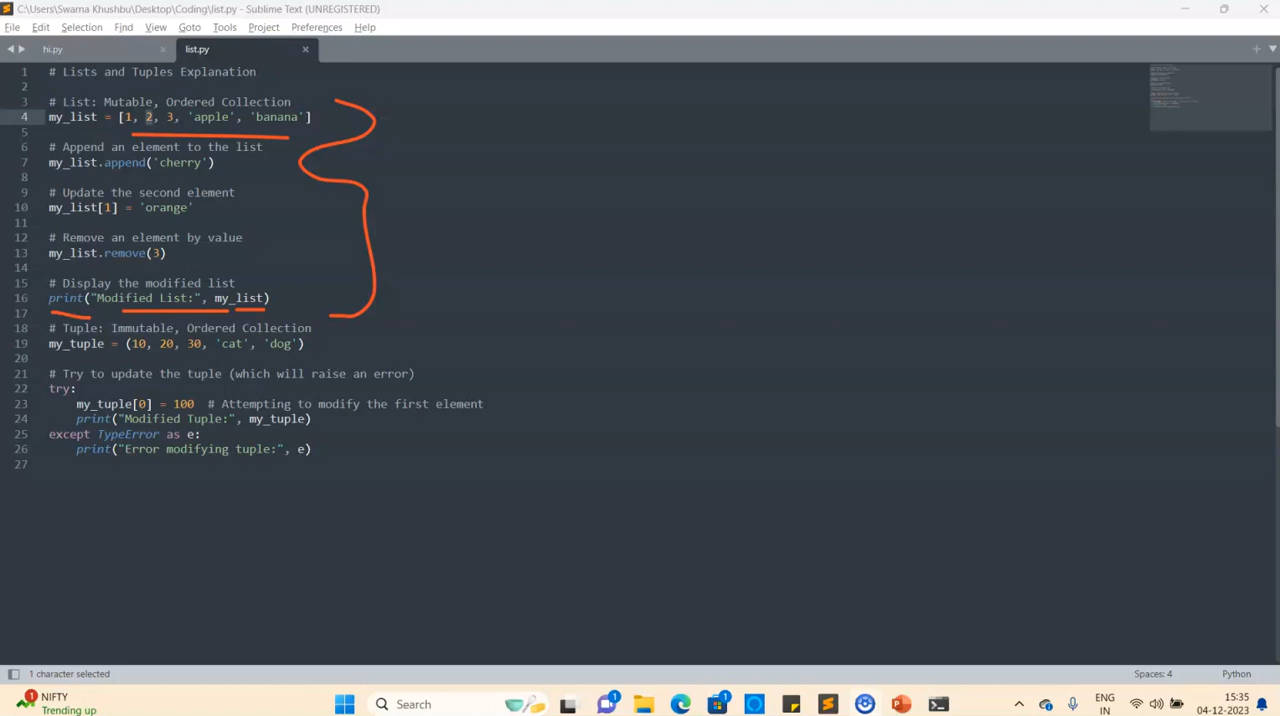 C:\Users\Swarna Khushbu\Desktop\Coding\list.py - Sublime Text (UNREGISTERED)
File Edit Selection Find View Goto Tools Project Preferences Help
hi.py list.py
1 # Lists and Tuples Explanation
2
3 # List: Mutable, Ordered Collection
4 my_list = [1, 2, 3, 'apple', 'banana']
5
6 # Append an element to the list
7 my_list.append('cherry')
8
9 # Update the second element
10 my_list[1] = 'orange'
11
12 # Remove an element by value
13 my_list.remove(3)
14
15 # Display the modified list
16 print("Modified List:", my_list)
17
18 # Tuple: Immutable, Ordered Collection
19 my_tuple = (10, 20, 30, 'cat', 'dog')
20
21 # Try to update the tuple (which will raise an error)
22 try:
23 my_tuple[0] = 100 # Attempting to modify the first element
24 print("Modified Tuple:", my_tuple)
25 except TypeError as e:
26 print("Error modifying tuple:", e)
27
1 character selected Spaces: 4 Python
1 NIFTY Trending up Search 1 1 ENG IN 15:35 04-12-2023